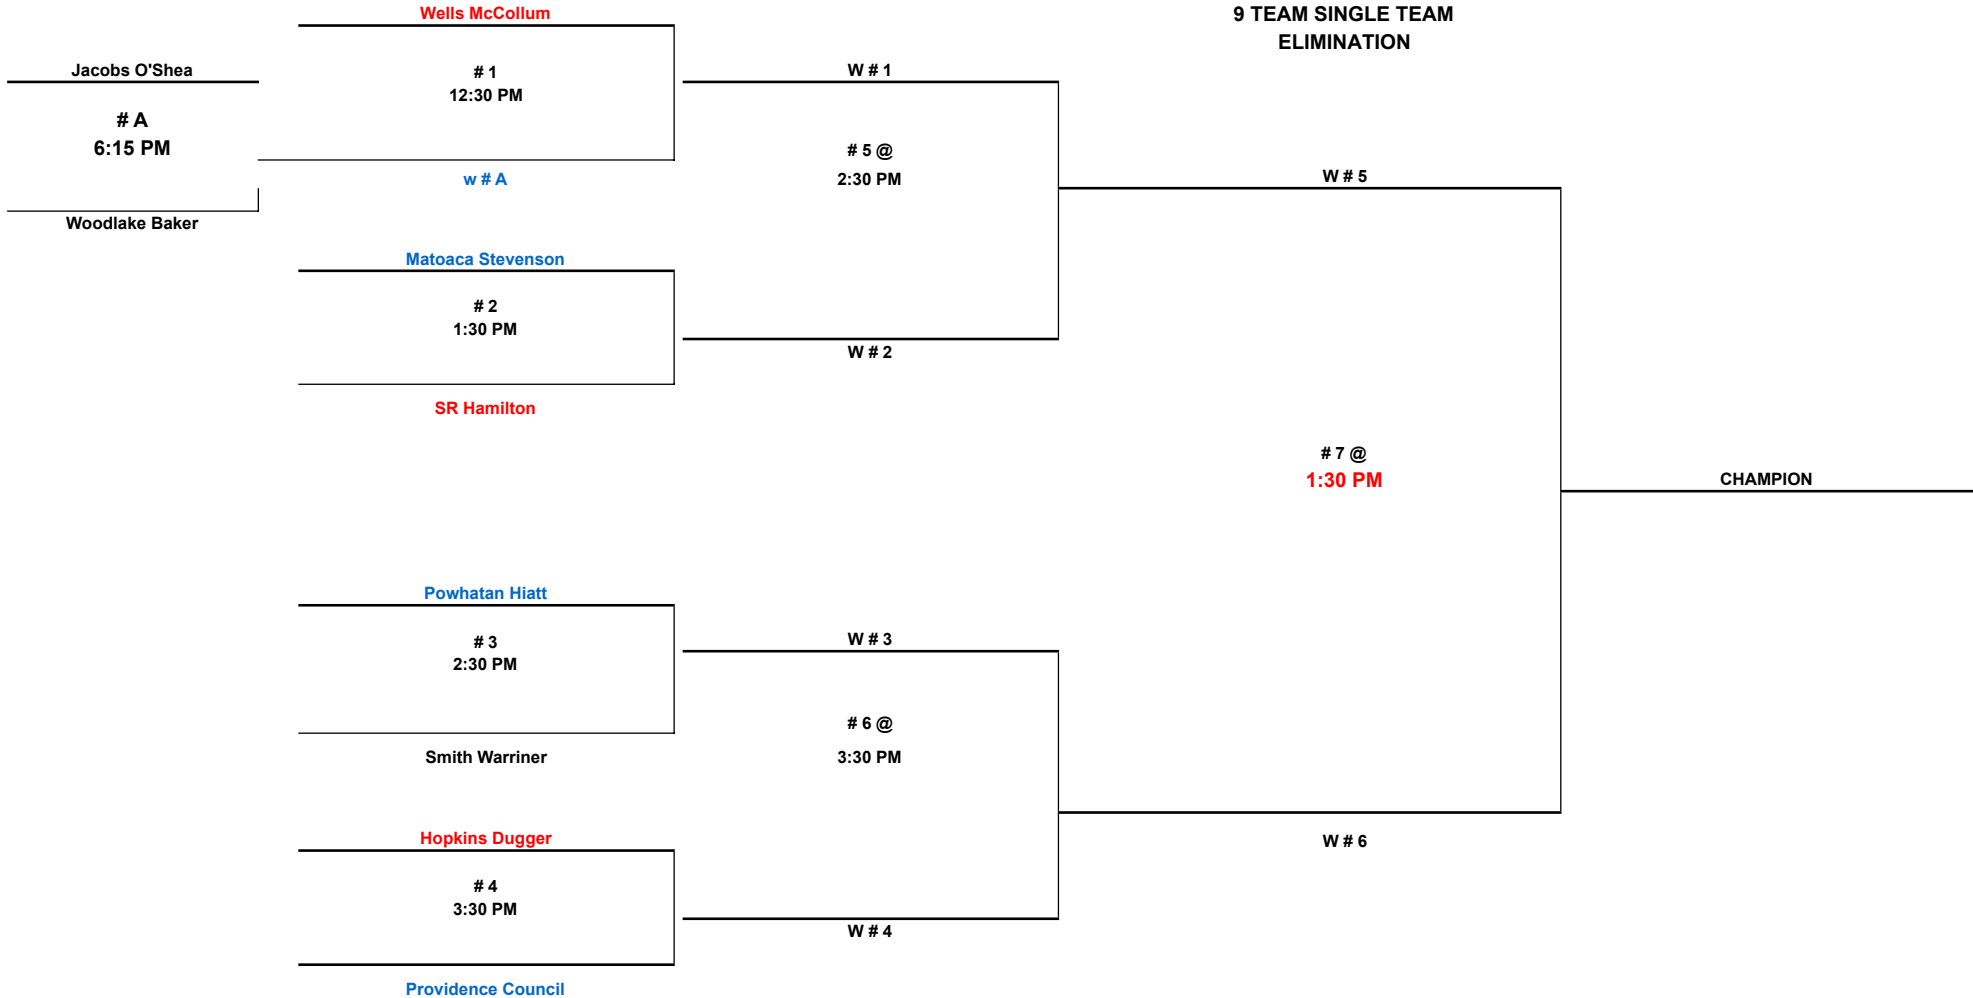 Wells McCollum
9 TEAM SINGLE TEAM
ELIMINATION
Jacobs O'Shea
# 1
12:30 PM
W # 1
# A
6:15 PM
# 5 @
2:30 PM
w # A
W # 5
Woodlake Baker
Matoaca Stevenson
# 2
1:30 PM
W # 2
SR Hamilton
# 7 @
1:30 PM
CHAMPION
Powhatan Hiatt
# 3
2:30 PM
W # 3
# 6 @
3:30 PM
Smith Warriner
Hopkins Dugger
W # 6
# 4
3:30 PM
W # 4
Providence Council